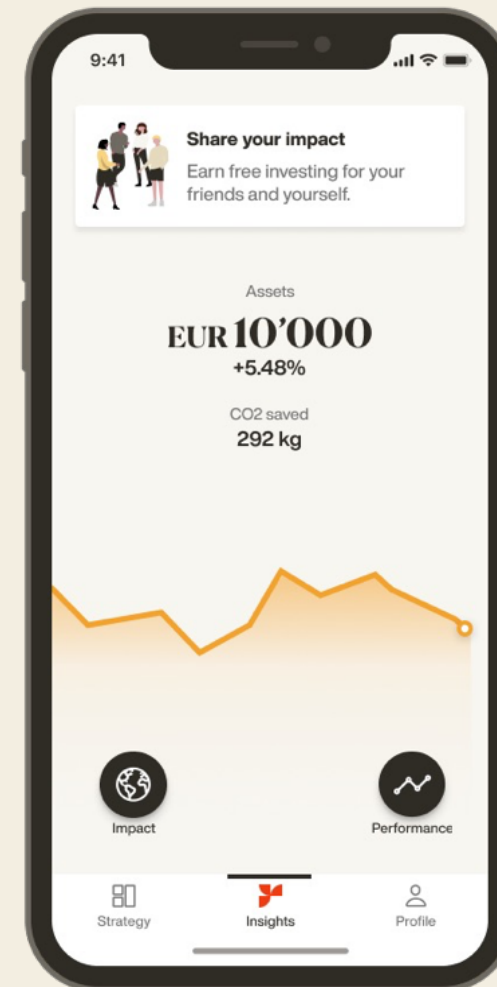 9:41
Share your impact
Earn free investing for your
friends and yourself.
Assets
EUR 10’000
+5.48%
CO2 saved
292 kg
Impact
Performance
Strategy
Insights
Profile